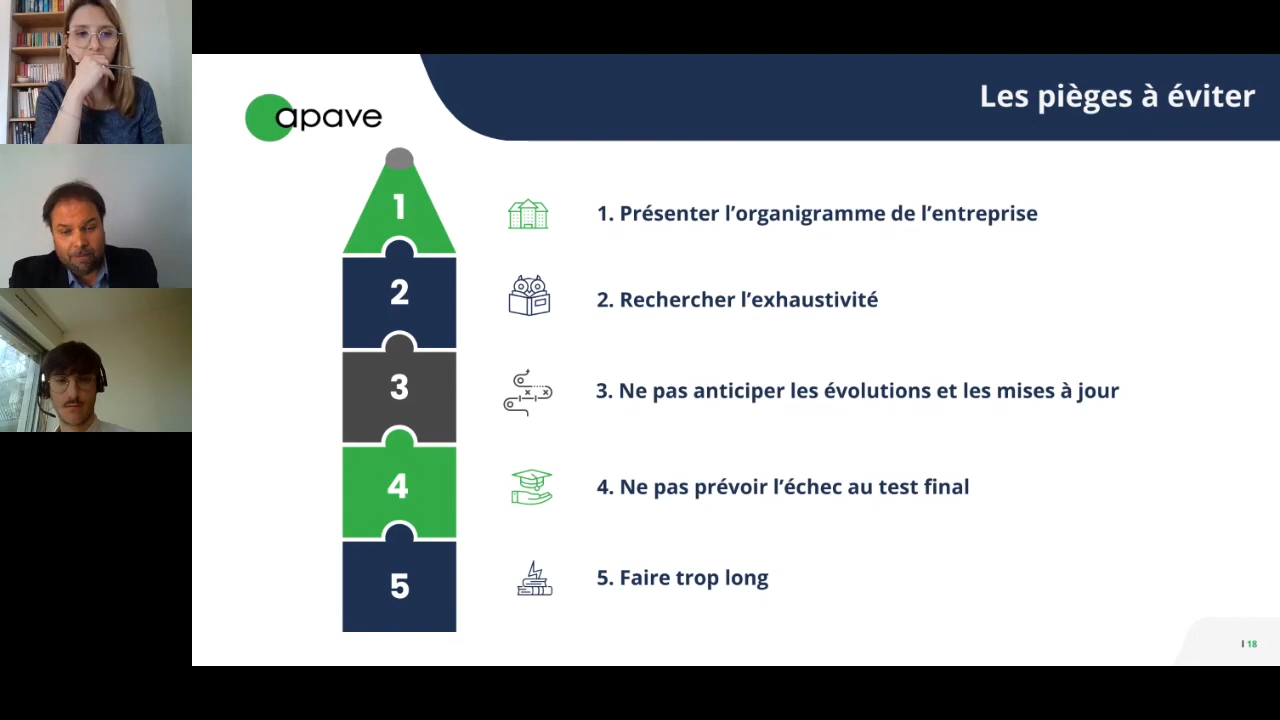 Les pièges à éviter
apave
1
1. Présenter l’organigramme de l’entreprise
2
2. Rechercher l’exhaustivité
3
3. Ne pas anticiper les évolutions et les mises à jour
4
4. Ne pas prévoir l’échec au test final
5
5. Faire trop long
I 18